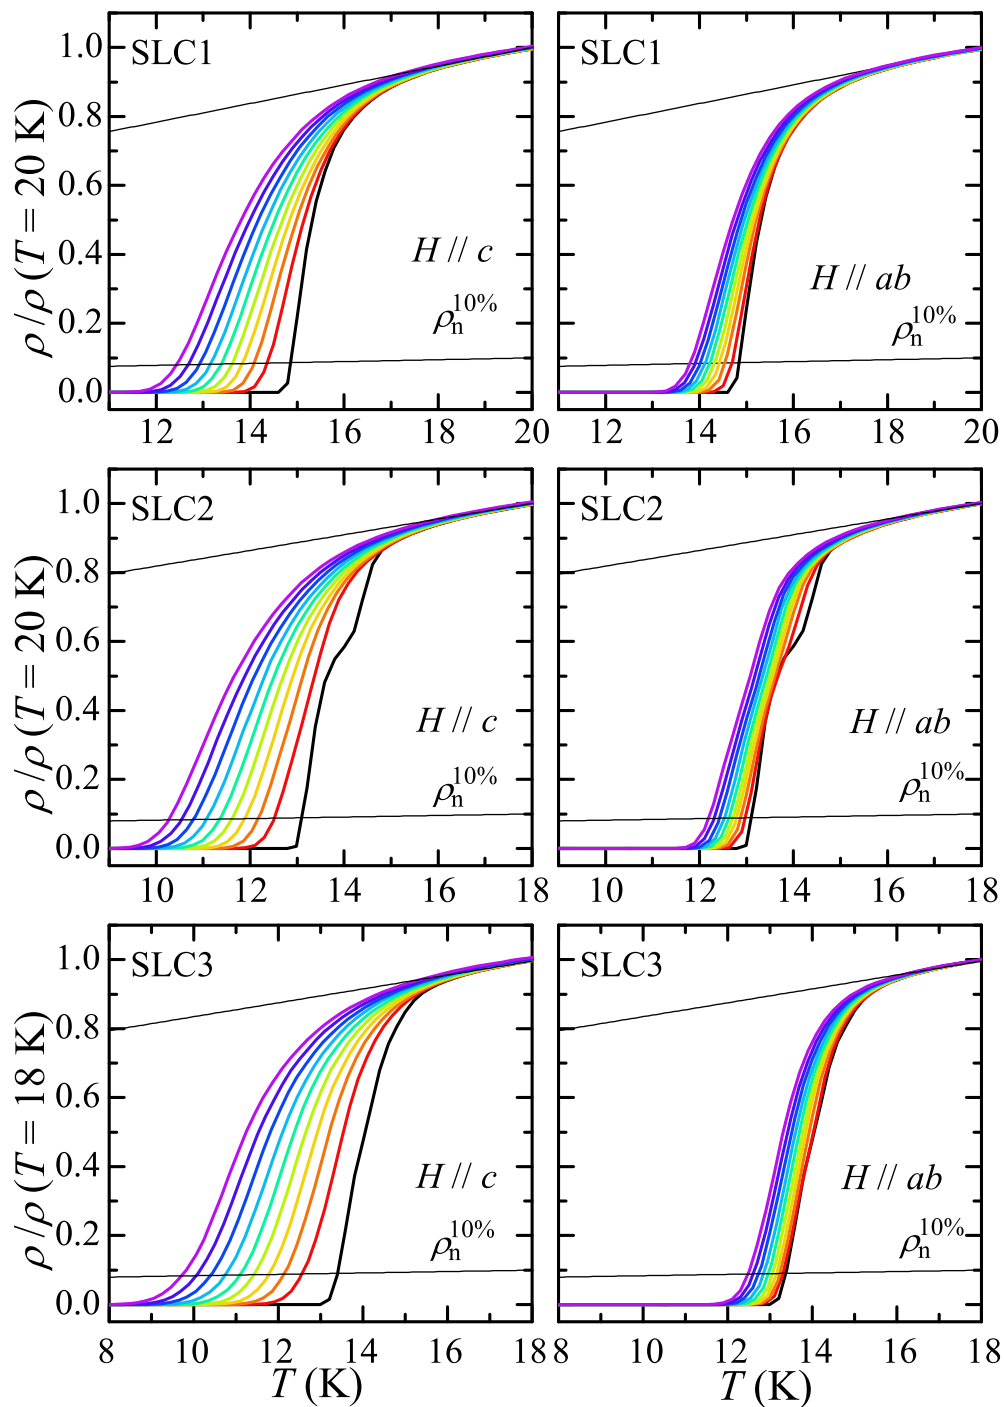 SLC1
H // c
ρn10%
1.0
0.8
0.6
0.4
0.2
0.0
ρ/ρ(T = 20 K)
12 14 16 18 20
SLC1
H // ab
ρn10%
12 14 16 18 20
SLC2
H // c
ρn10%
1.0
0.8
0.6
0.4
0.2
0.0
ρ/ρ(T = 20 K)
10 12 14 16 18
SLC2
H // ab
ρn10%
10 12 14 16 18
SLC3
H // c
ρn10%
1.0
0.8
0.6
0.4
0.2
0.0
ρ/ρ(T = 18 K)
8 10 12 14 16 18
T (K)
SLC3
H // ab
ρn10%
8 10 12 14 16 18
T (K)